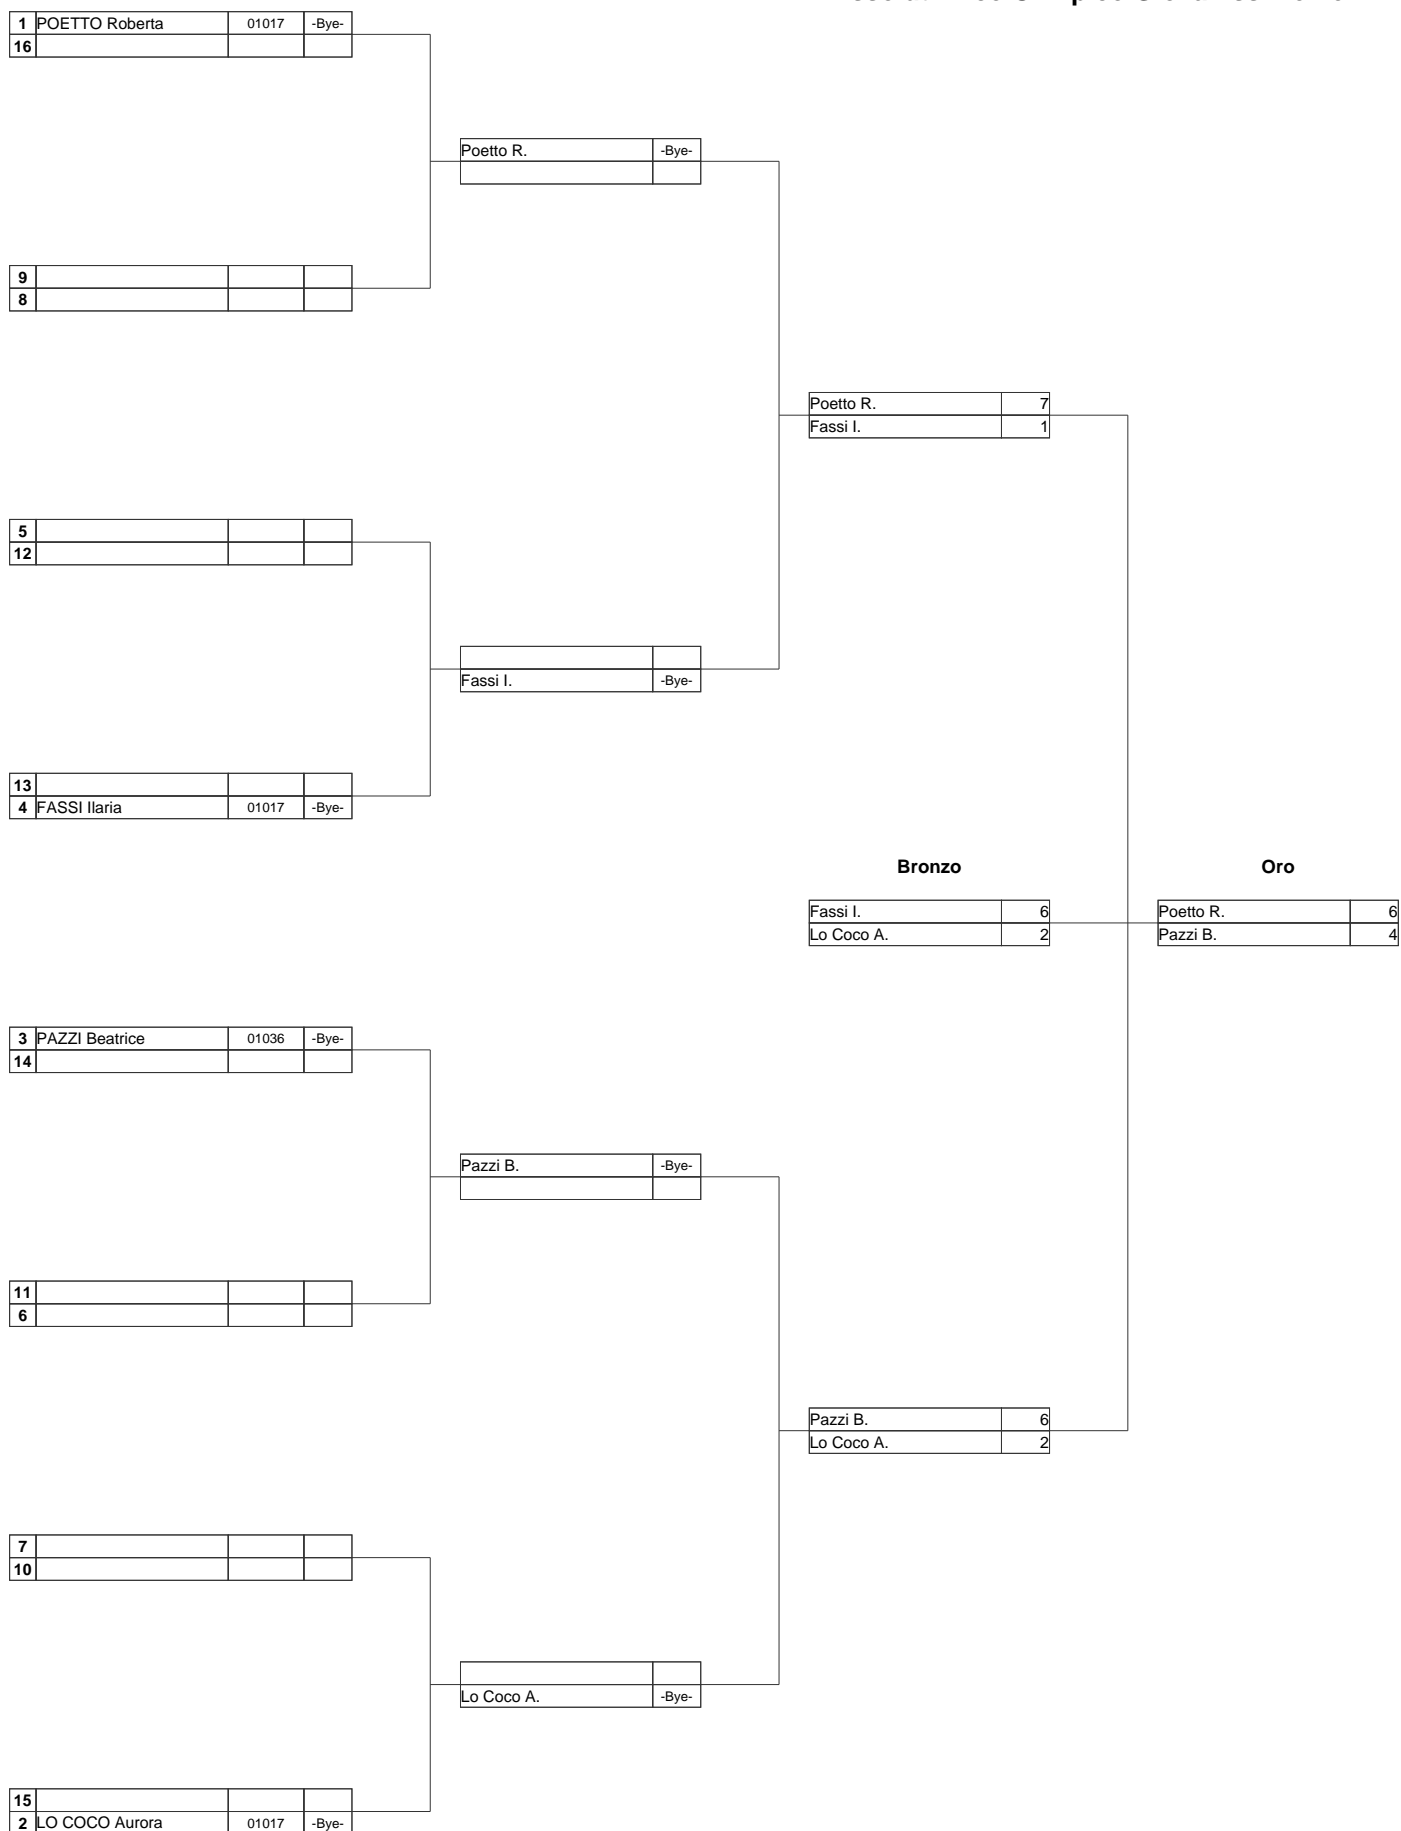 1 POETTO Roberta 01017 -Bye-
16
Poetto R. -Bye-
9
8
Poetto R. 7
Fassi I. 1
5
12
Fassi I. -Bye-
13
4 FASSI Ilaria 01017 -Bye-
Bronzo Oro
Fassi I. 6 Poetto R. 6
Lo Coco A. 2 Pazzi B. 4
3 PAZZI Beatrice 01036 -Bye-
14
Pazzi B. -Bye-
11
6
Pazzi B. 6
Lo Coco A. 2
7
10
Lo Coco A. -Bye-
15
2 LO COCO Aurora 01017 -Bye-